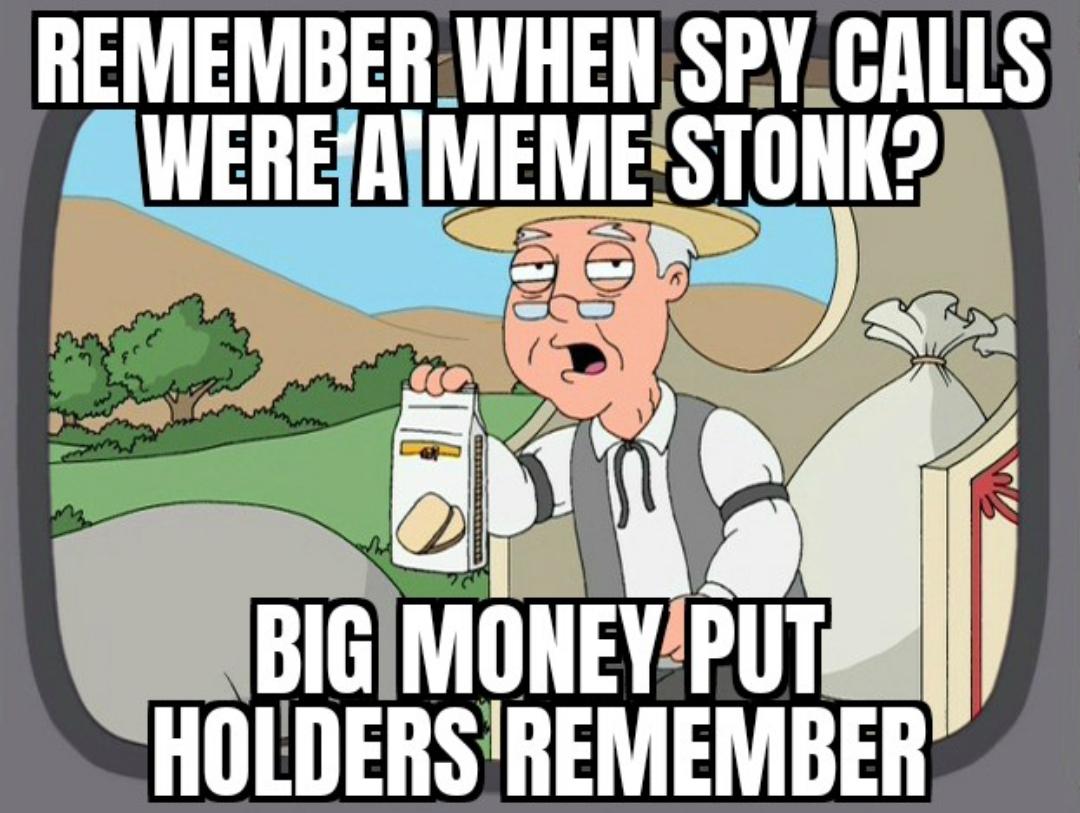 REMEMBER WHEN SPY CALLS
WERE A MEME STONK?
BIG MONEY PUT
HOLDERS REMEMBER